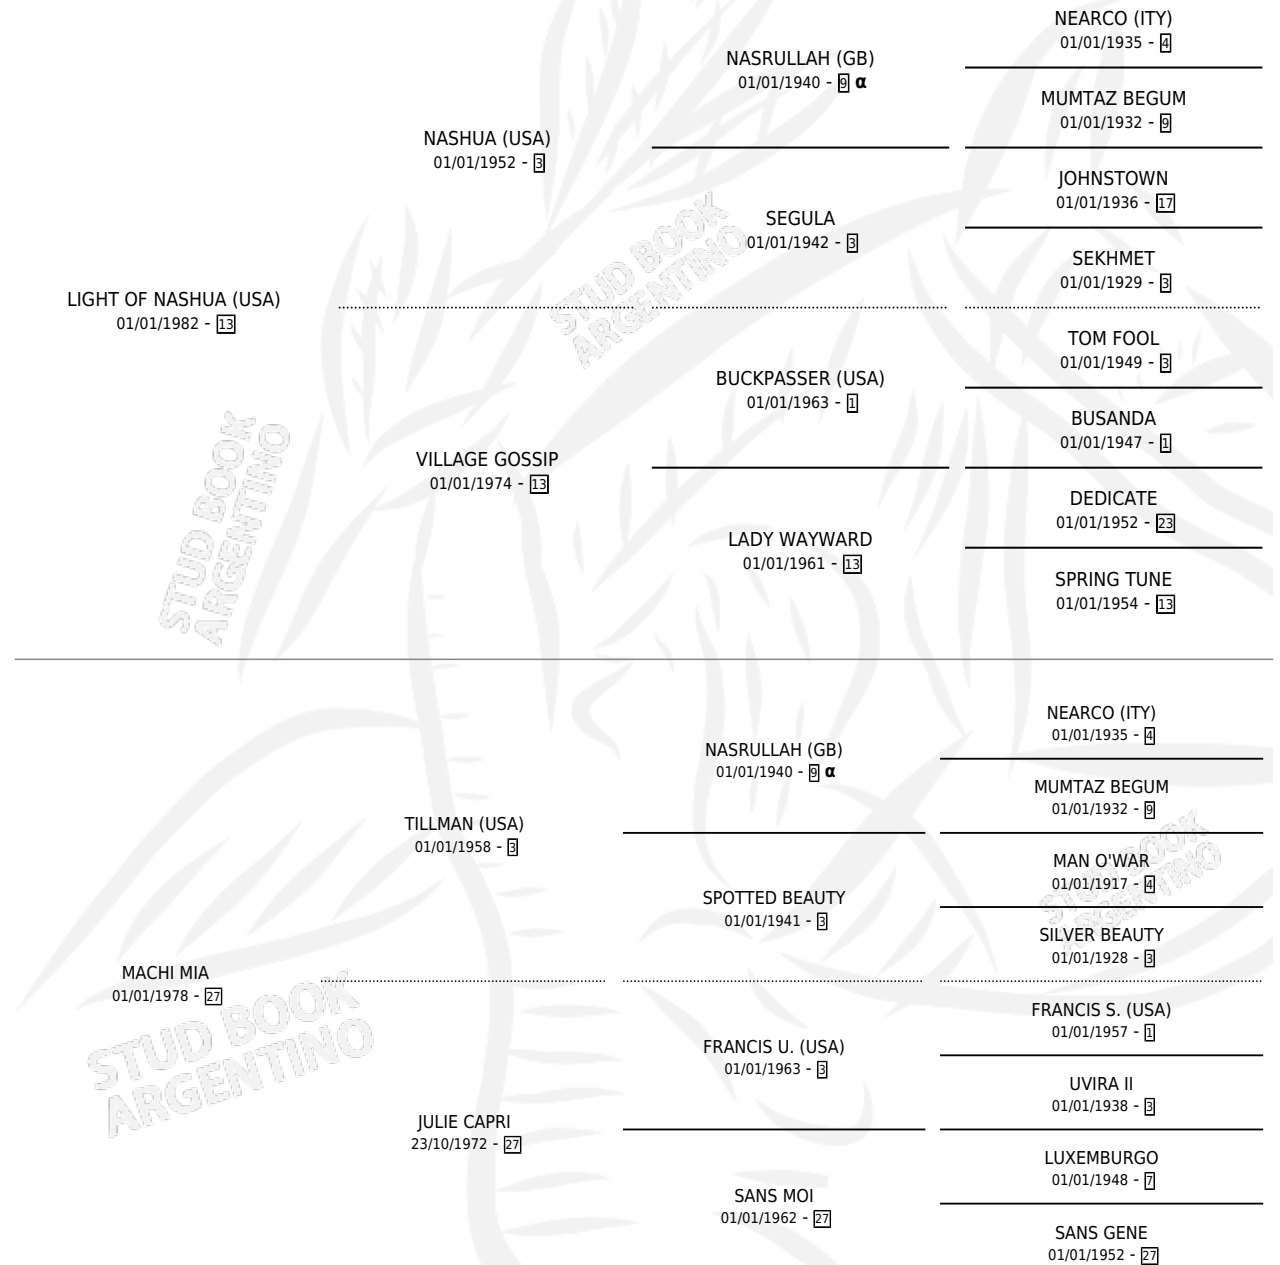 NEARCO (ITY)
01/01/1935 - 4
NASRULLAH (GB)
01/01/1940 - 9 α
MUMTAZ BEGUM
01/01/1932 - 9
NASHUA (USA)
01/01/1952 - 3
JOHNSTOWN
01/01/1936 - 17
SEGULA
01/01/1942 - 3
SEKHMET
01/01/1929 - 3
LIGHT OF NASHUA (USA)
01/01/1982 - 13
TOM FOOL
01/01/1949 - 3
BUCKPASSER (USA)
01/01/1963 - 1
BUSANDA
01/01/1947 - 1
VILLAGE GOSSIP
01/01/1974 - 13
DEDICATE
01/01/1952 - 23
LADY WAYWARD
01/01/1961 - 13
SPRING TUNE
01/01/1954 - 13
NEARCO (ITY)
01/01/1935 - 4
NASRULLAH (GB)
01/01/1940 - 9 α
MUMTAZ BEGUM
01/01/1932 - 9
TILLMAN (USA)
01/01/1958 - 3
MAN O'WAR
01/01/1917 - 4
SPOTTED BEAUTY
01/01/1941 - 3
SILVER BEAUTY
01/01/1928 - 3
MACHI MIA
01/01/1978 - 27
FRANCIS S. (USA)
01/01/1957 - 1
FRANCIS U. (USA)
01/01/1963 - 3
UVIRA II
01/01/1938 - 3
JULIE CAPRI
23/10/1972 - 27
LUXEMBURGO
01/01/1948 - 7
SANS MOI
01/01/1962 - 27
SANS GENE
01/01/1952 - 27
STUD BOOK
ARGENTINO
STUD BOOK
ARGENTINO
STUD BOOK
ARGENTINO
STUD BOOK
ARGENTINO